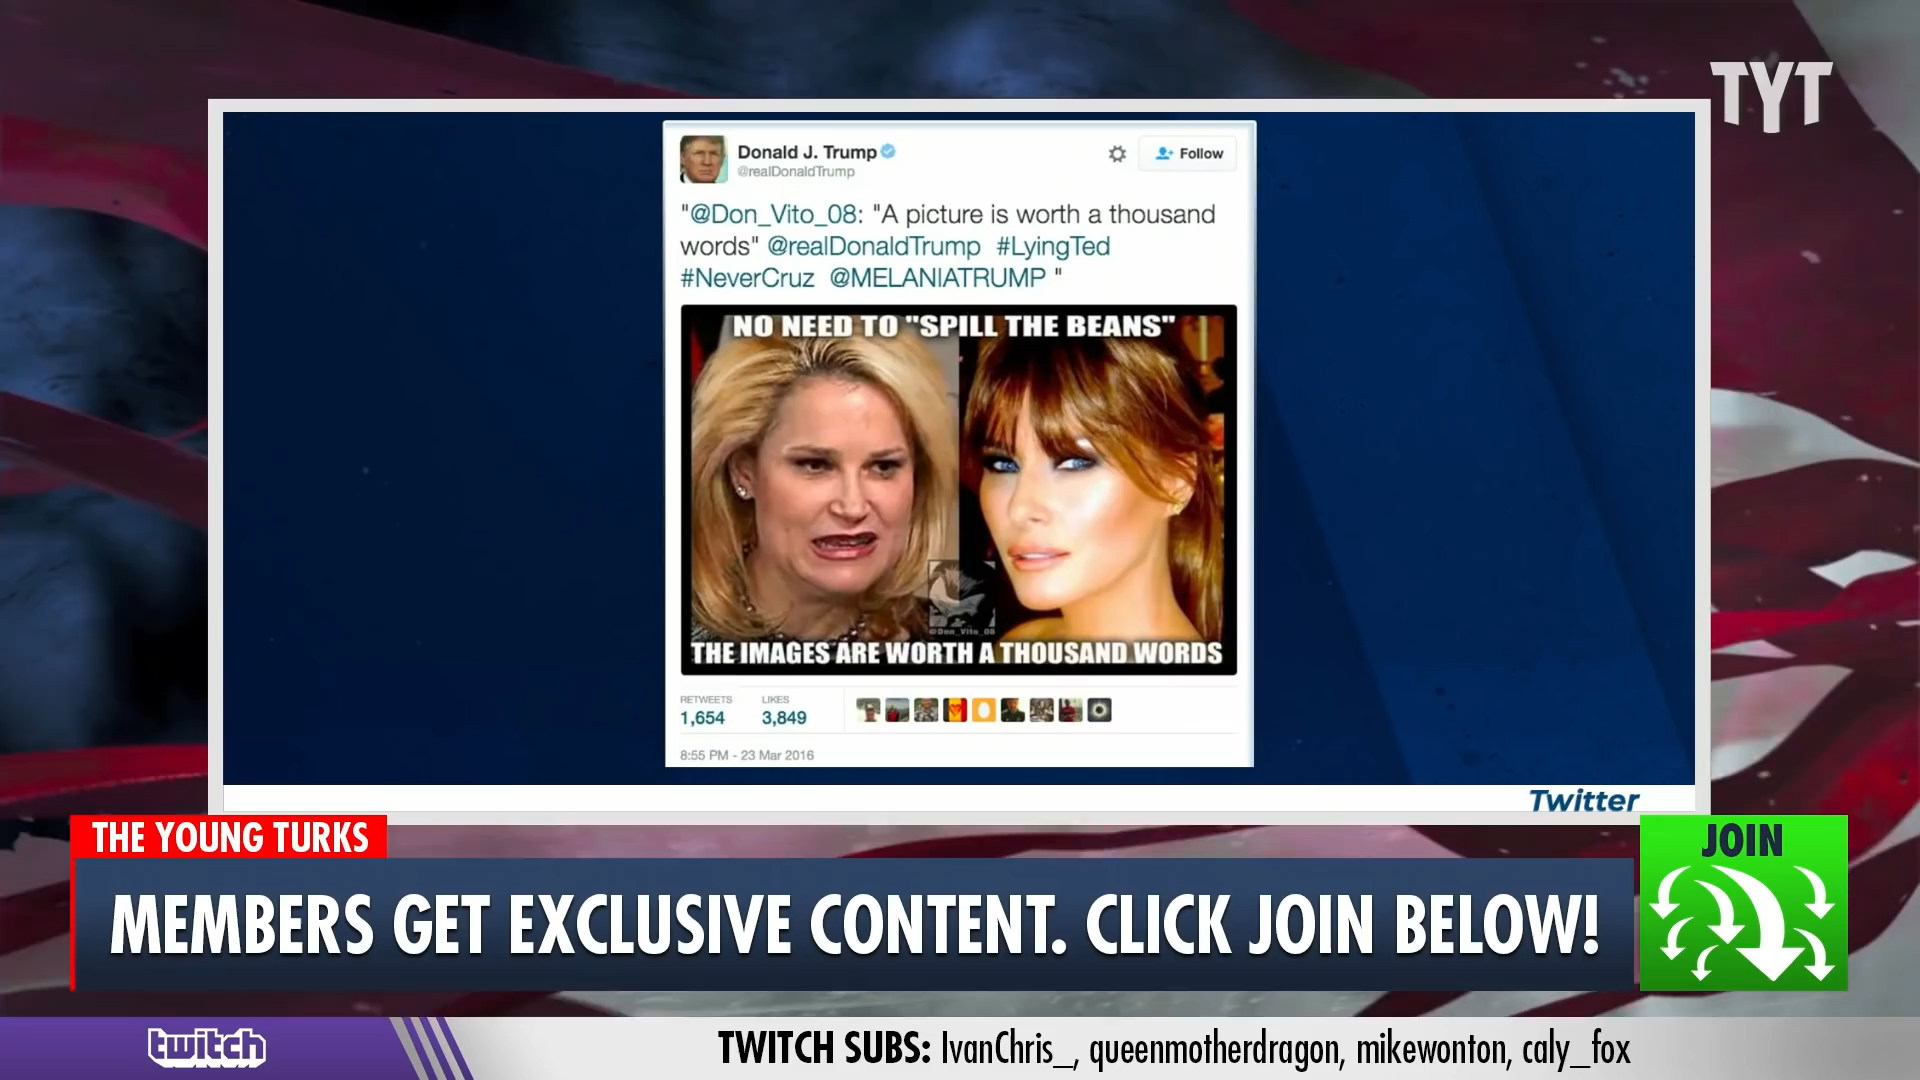 TYT
Donald J. Trump
@realDonaldTrump
Follow
"@Don_Vito_08: "A picture is worth a thousand
words" @realDonaldTrump #LyingTed
#NeverCruz @MELANIATRUMP "
NO NEED TO "SPILL THE BEANS"
@Don_Vito_08
THE IMAGES ARE WORTH A THOUSAND WORDS
RETWEETS LIKES
1,654 3,849
8:55 PM - 23 Mar 2016
Twitter
THE YOUNG TURKS
JOIN
MEMBERS GET EXCLUSIVE CONTENT. CLICK JOIN BELOW!
twitch
TWITCH SUBS: IvanChris_, queenmotherdragon, mikewonton, caly_fox